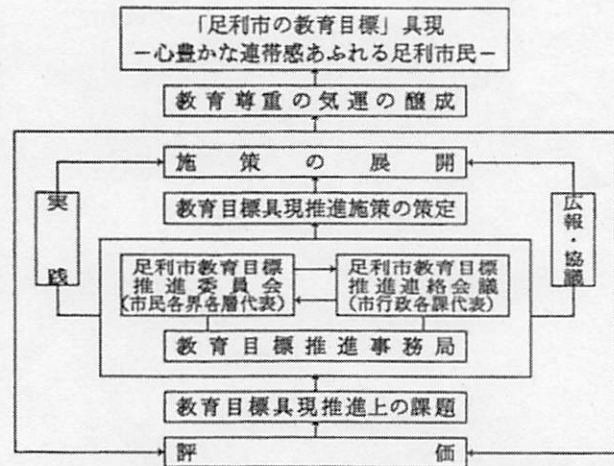 「足利市の教育目標」具現
－心豊かな連帯感あふれる足利市民－
教育尊重の気運の醸成
施策の展開
教育目標具現推進施策の策定
実践
広報・協議
足利市教育目標
推進委員会
(市民各界各層代表)
足利市教育目標
推進連絡会議
(市行政各課代表)
教育目標推進事務局
教育目標具現推進上の課題
評価